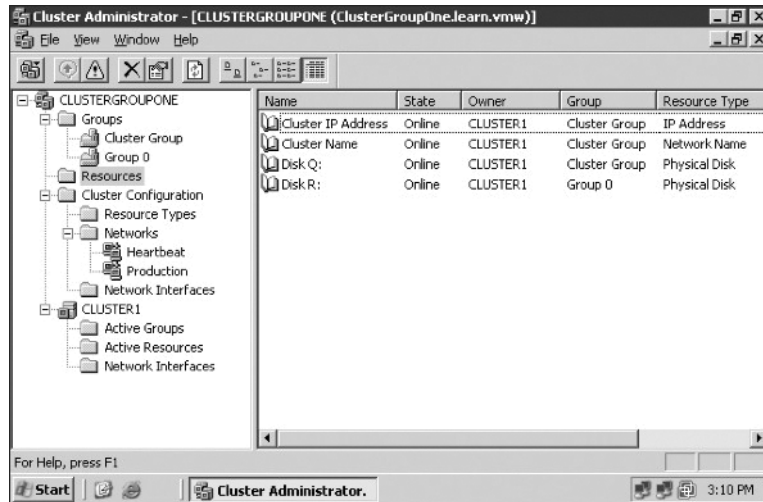 Cluster Administrator - [CLUSTERGROUPONE (ClusterGroupOne.learn.vmw)]
File View Window Help
CLUSTERGROUPONE
Groups
Cluster Group
Group 0
Resources
Cluster Configuration
Resource Types
Networks
Heartbeat
Production
Network Interfaces
CLUSTER1
Active Groups
Active Resources
Network Interfaces
Name State Owner Group Resource Type
Cluster IP Address Online CLUSTER1 Cluster Group IP Address
Cluster Name Online CLUSTER1 Cluster Group Network Name
Disk Q: Online CLUSTER1 Cluster Group Physical Disk
Disk R: Online CLUSTER1 Group 0 Physical Disk
For Help, press F1
Start Cluster Administrator. 3:10 PM